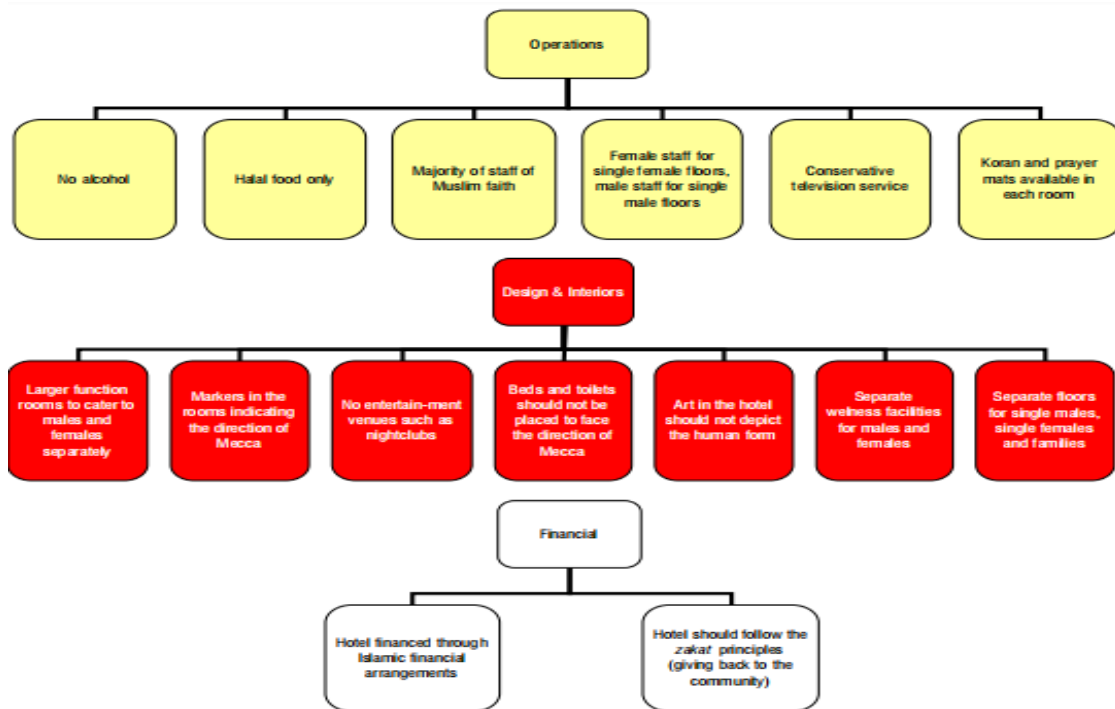 Operations
No alcohol
Halal food only
Majority of staff of
Muslim faith
Female staff for
single female floors,
male staff for single
male floors
Conservative
television service
Koran and prayer
mats available in
each room
Design & Interiors
Larger function
rooms to cater to
males and
females
separately
Markers in the
rooms indicating
the direction of
Mecca
No entertain-ment
venues such as
nightclubs
Beds and toilets
should not be
placed to face
the direction of
Mecca
Art in the hotel
should not depict
the human form
Separate
welness facilities
for males and
females
Separate floors
for single males,
single females
and families
Financial
Hotel financed through
Islamic financial
arrangements
Hotel should follow the
zakat principles
(giving back to the
community)